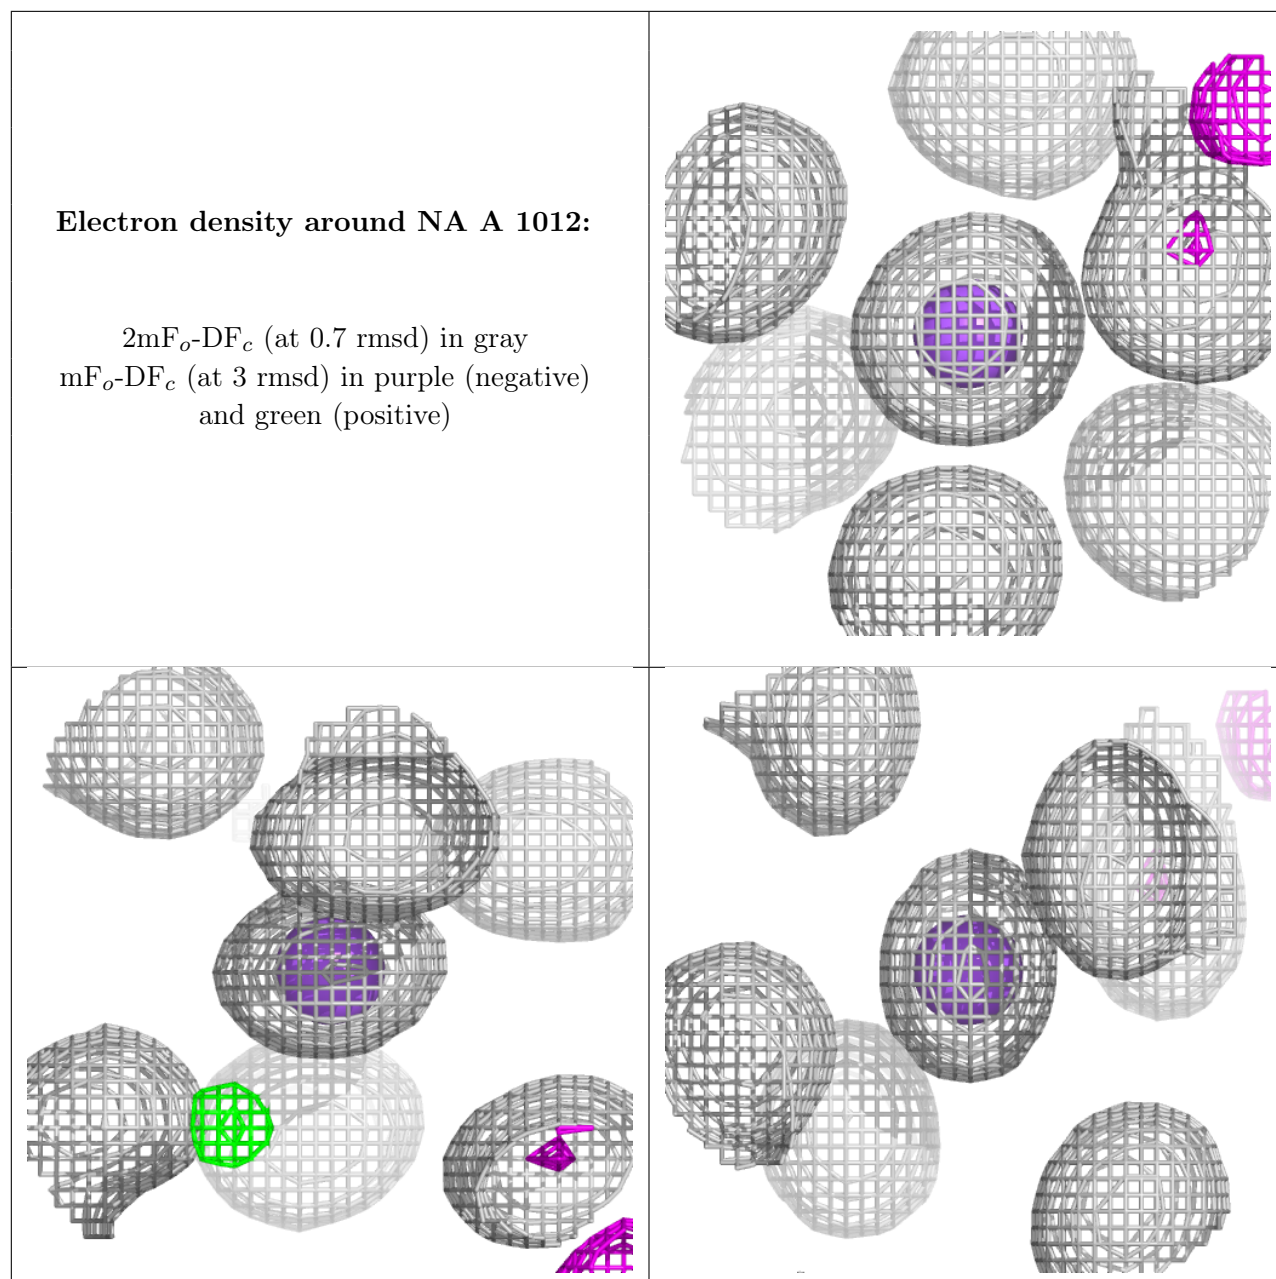 Electron density around NA A 1012:
2mFo-DFc (at 0.7 rmsd) in gray
mFo-DFc (at 3 rmsd) in purple (negative)
and green (positive)